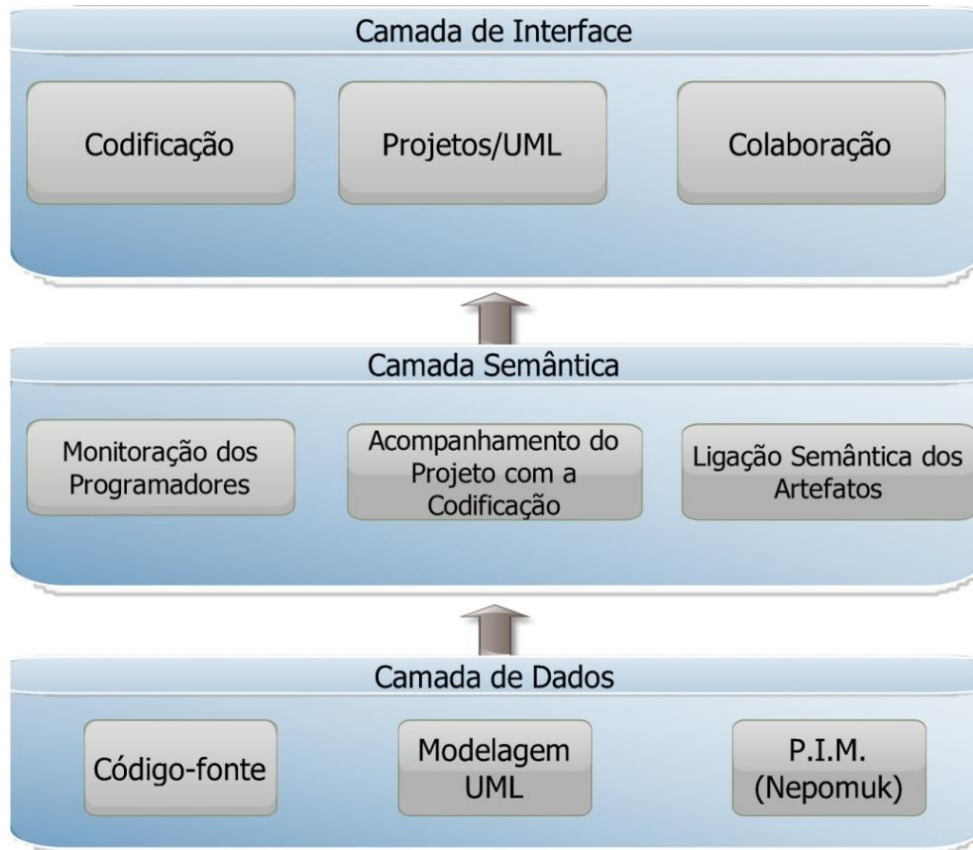 Camada de Interface
Codificação
Projetos/UML
Colaboração
Camada Semântica
Monitoração dos
Programadores
Acompanhamento do
Projeto com a
Codificação
Ligação Semântica dos
Artefatos
Camada de Dados
Código-fonte
Modelagem
UML
P.I.M.
(Nepomuk)